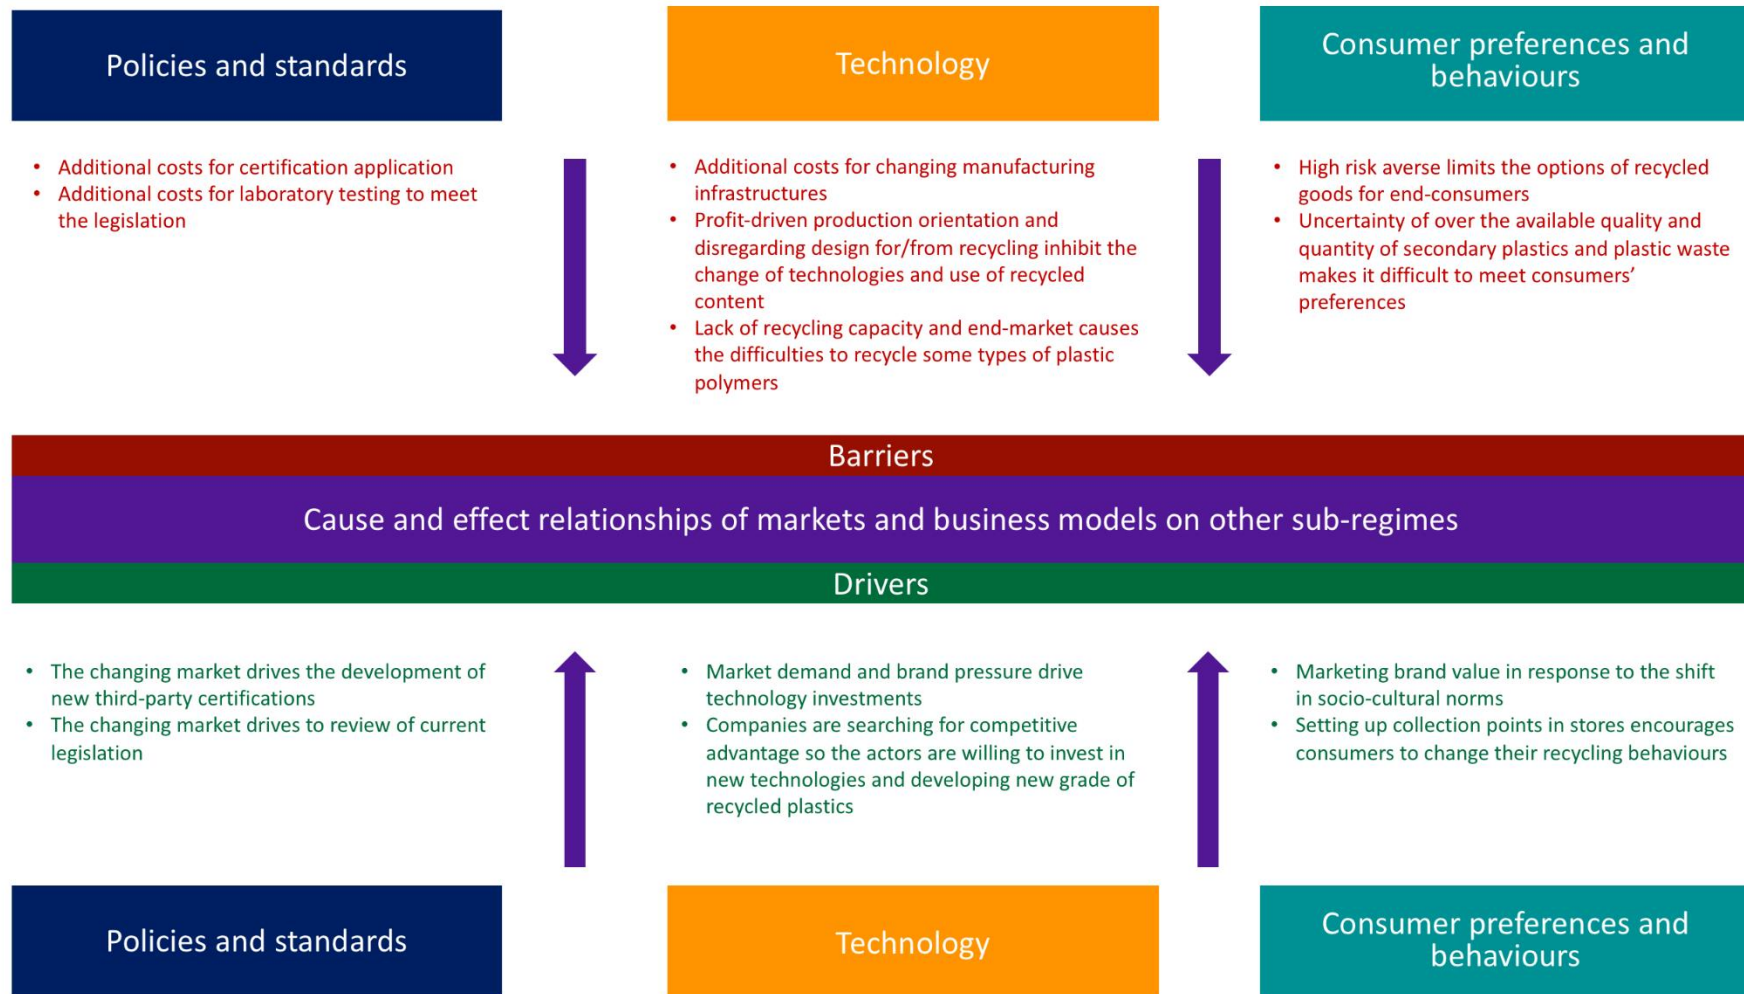 Policies and standards
Technology
Consumer preferences and
behaviours
• Additional costs for certification application
• Additional costs for laboratory testing to meet
the legislation
• Additional costs for changing manufacturing
infrastructures
• Profit-driven production orientation and
disregarding design for/from recycling inhibit the
change of technologies and use of recycled
content
• Lack of recycling capacity and end-market causes
the difficulties to recycle some types of plastic
polymers
• High risk averse limits the options of recycled
goods for end-consumers
• Uncertainty of over the available quality and
quantity of secondary plastics and plastic waste
makes it difficult to meet consumers’
preferences
Barriers
Cause and effect relationships of markets and business models on other sub-regimes
Drivers
• The changing market drives the development of
new third-party certifications
• The changing market drives to review of current
legislation
• Market demand and brand pressure drive
technology investments
• Companies are searching for competitive
advantage so the actors are willing to invest in
new technologies and developing new grade of
recycled plastics
• Marketing brand value in response to the shift
in socio-cultural norms
• Setting up collection points in stores encourages
consumers to change their recycling behaviours
Policies and standards
Technology
Consumer preferences and
behaviours